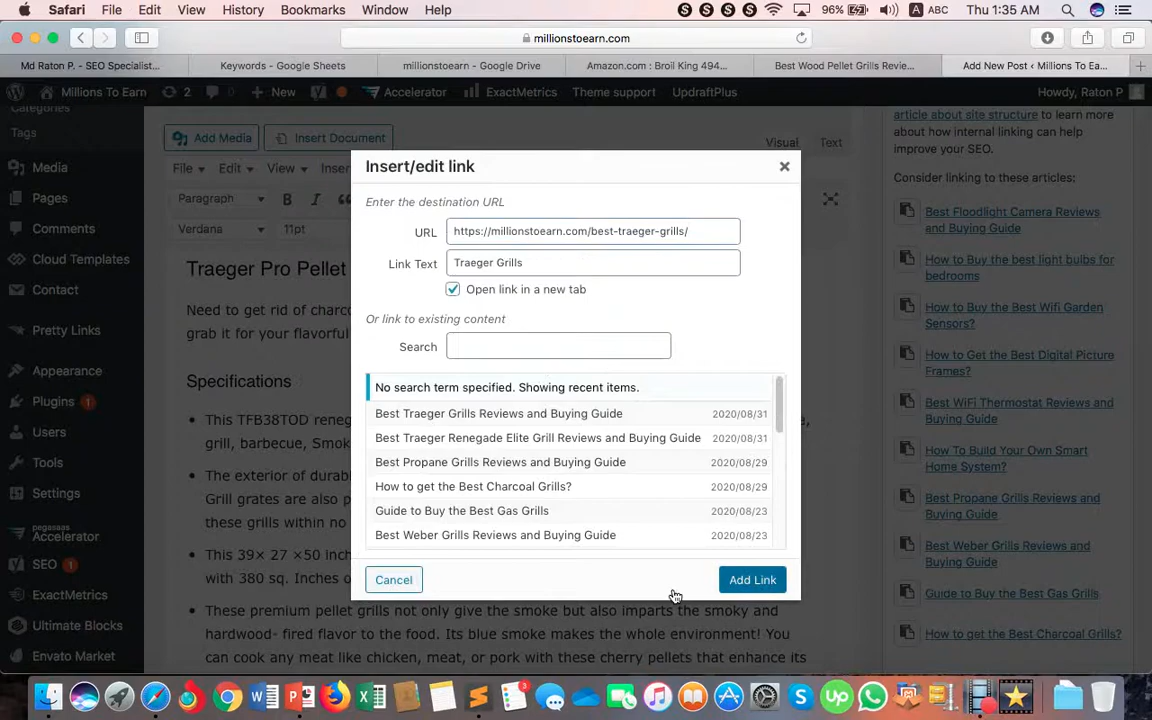 Safari File Edit View History Bookmarks Window Help 96% ABC Thu 1:35 AM
millionstoearn.com
Md Raton P. - SEO Specialist... Keywords - Google Sheets millionstoearn - Google Drive Amazon.com : Broil King 494... Best Wood Pellet Grills Revie... Add New Post ‹ Millions To Ea...
Millions To Earn 2 0 New Accelerator ExactMetrics Theme support UpdraftPlus Howdy, Raton P
Categories
Tags
Media
Pages
Comments
Cloud Templates
Contact
Pretty Links
Appearance
Plugins 1
Users
Tools
Settings
pegasaas
Accelerator
SEO 1
ExactMetrics
Ultimate Blocks
Envato Market
Add Media Insert Document Visual Text
File Edit View Inser
Paragraph B I
Verdana 11pt
Traeger Pro Pellet
Need to get rid of charco
grab it for your flavorful
Specifications
This TFB38TOD reneg
grill, barbecue, Smok
The exterior of durab
Grill grates are also p
these grills within no
This 39× 27 ×50 inch
with 380 sq. Inches o
These premium pellet grills not only give the smoke but also imparts the smoky and
hardwood- fired flavor to the food. Its blue smoke makes the whole environment! You
can cook any meat like chicken, meat, or pork with these cherry pellets that enhance its
Insert/edit link
Enter the destination URL
URL https://millionstoearn.com/best-traeger-grills/
Link Text Traeger Grills
Open link in a new tab
Or link to existing content
Search
No search term specified. Showing recent items.
Best Traeger Grills Reviews and Buying Guide 2020/08/31
Best Traeger Renegade Elite Grill Reviews and Buying Guide 2020/08/31
Best Propane Grills Reviews and Buying Guide 2020/08/29
How to get the Best Charcoal Grills? 2020/08/29
Guide to Buy the Best Gas Grills 2020/08/23
Best Weber Grills Reviews and Buying Guide 2020/08/23
Cancel Add Link
article about site structure to learn more
about how internal linking can help
improve your SEO.
Consider linking to these articles:
Best Floodlight Camera Reviews
and Buying Guide
How to Buy the best light bulbs for
bedrooms
How to Buy the Best Wifi Garden
Sensors?
How to Get the Best Digital Picture
Frames?
Best WiFi Thermostat Reviews and
Buying Guide
How To Build Your Own Smart
Home System?
Best Propane Grills Reviews and
Buying Guide
Best Weber Grills Reviews and
Buying Guide
Guide to Buy the Best Gas Grills
How to get the Best Charcoal Grills?